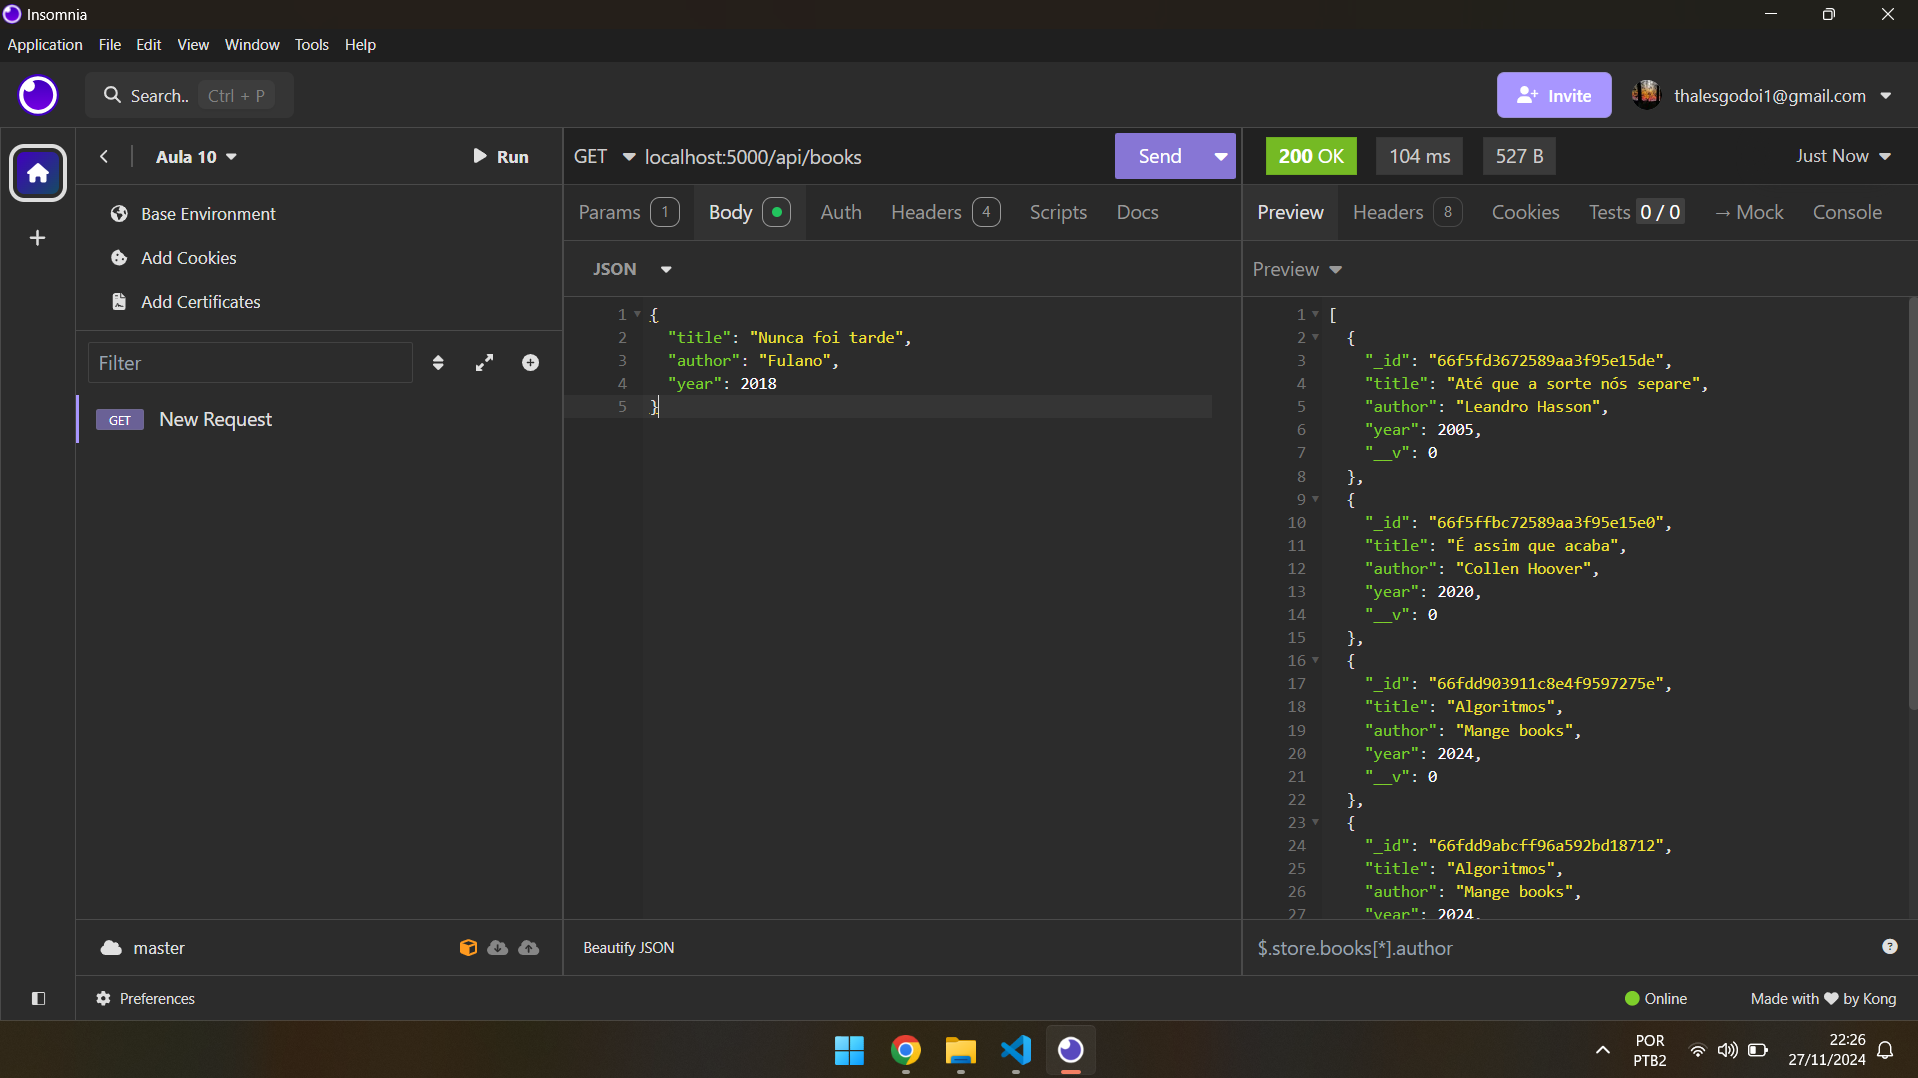 Insomnia
Application File Edit View Window Tools Help
Search.. Ctrl + P
Invite
thalesgodoi1@gmail.com
Aula 10
Run
GET localhost:5000/api/books
Send
200 OK
104 ms
527 B
Just Now
Base Environment
Add Cookies
Add Certificates
Filter
GET New Request
Params 1 Body Auth Headers 4 Scripts Docs
JSON
1 {
2 "title": "Nunca foi tarde",
3 "author": "Fulano",
4 "year": 2018
5 }
Preview Headers 8 Cookies Tests 0 / 0 → Mock Console
Preview
1 [
2 {
3 "_id": "66f5fd3672589aa3f95e15de",
4 "title": "Até que a sorte nós separe",
5 "author": "Leandro Hasson",
6 "year": 2005,
7 "__v": 0
8 },
9 {
10 "_id": "66f5ffbc72589aa3f95e15e0",
11 "title": "É assim que acaba",
12 "author": "Collen Hoover",
13 "year": 2020,
14 "__v": 0
15 },
16 {
17 "_id": "66fdd903911c8e4f9597275e",
18 "title": "Algoritmos",
19 "author": "Mange books",
20 "year": 2024,
21 "__v": 0
22 },
23 {
24 "_id": "66fdd9abcff96a592bd18712",
25 "title": "Algoritmos",
26 "author": "Mange books",
27 "year": 2024,
master
Beautify JSON
$.store.books[*].author
Preferences
Online
Made with ❤ by Kong
POR
PTB2
22:26
27/11/2024